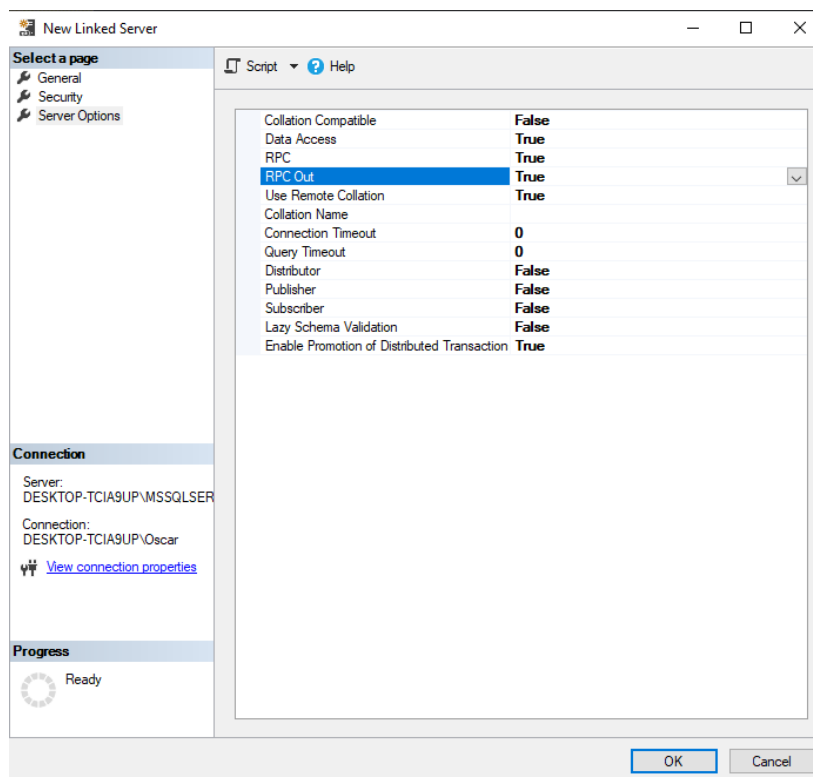 New Linked Server
Select a page
General
Security
Server Options
Script
Help
Collation Compatible False
Data Access True
RPC True
RPC Out True
Use Remote Collation True
Collation Name
Connection Timeout 0
Query Timeout 0
Distributor False
Publisher False
Subscriber False
Lazy Schema Validation False
Enable Promotion of Distributed Transaction True
Connection
Server:
DESKTOP-TCIA9UP\MSSQLSER
Connection:
DESKTOP-TCIA9UP\Oscar
View connection properties
Progress
Ready
OK
Cancel